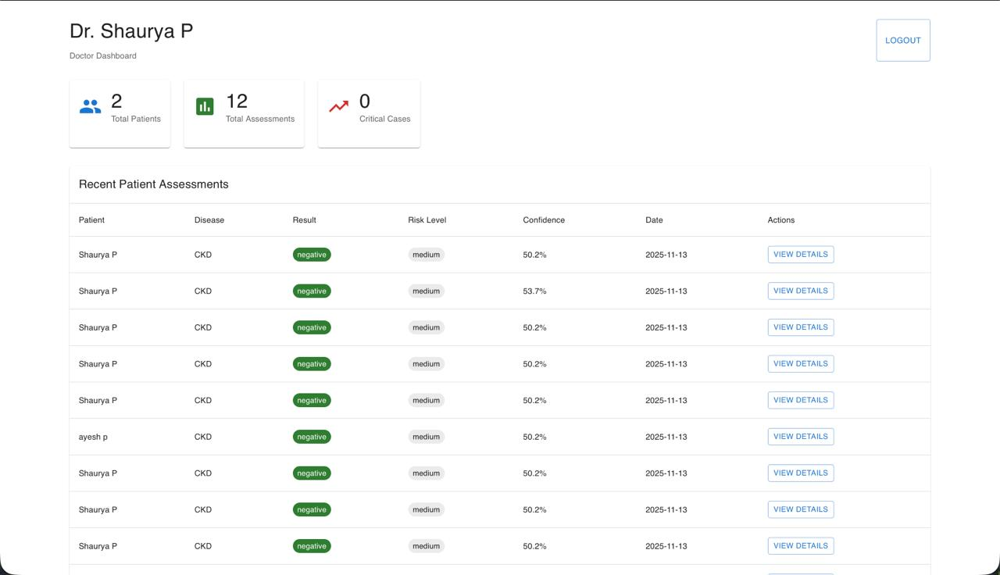 Dr. Shaurya P
LOGOUT
Doctor Dashboard
2
Total Patients
12
Total Assessments
0
Critical Cases
Recent Patient Assessments
Patient Disease Result Risk Level Confidence Date Actions
Shaurya P CKD negative medium 50.2% 2025-11-13 VIEW DETAILS
Shaurya P CKD negative medium 53.7% 2025-11-13 VIEW DETAILS
Shaurya P CKD negative medium 50.2% 2025-11-13 VIEW DETAILS
Shaurya P CKD negative medium 50.2% 2025-11-13 VIEW DETAILS
Shaurya P CKD negative medium 50.2% 2025-11-13 VIEW DETAILS
ayesh p CKD negative medium 50.2% 2025-11-13 VIEW DETAILS
Shaurya P CKD negative medium 50.2% 2025-11-13 VIEW DETAILS
Shaurya P CKD negative medium 50.2% 2025-11-13 VIEW DETAILS
Shaurya P CKD negative medium 50.2% 2025-11-13 VIEW DETAILS